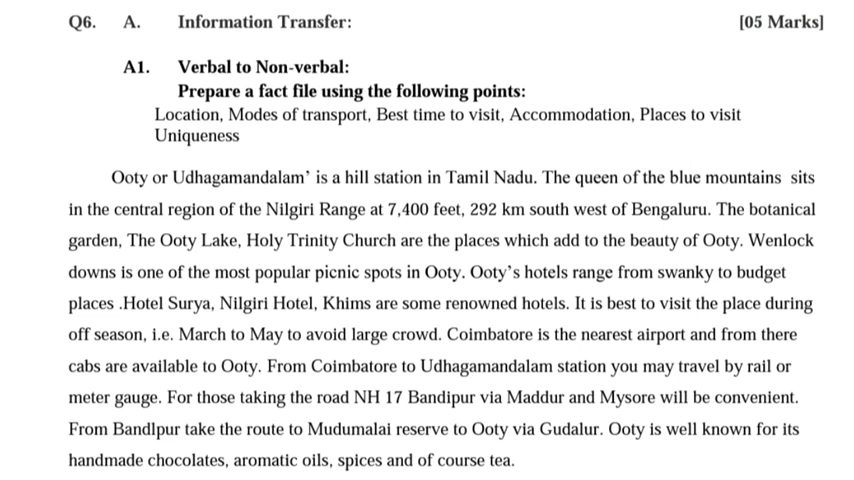 Q6. A. Information Transfer: [05 Marks]
A1. Verbal to Non-verbal:
Prepare a fact file using the following points:
Location, Modes of transport, Best time to visit, Accommodation, Places to visit
Uniqueness
Ooty or Udhagamandalam’ is a hill station in Tamil Nadu. The queen of the blue mountains sits
in the central region of the Nilgiri Range at 7,400 feet, 292 km south west of Bengaluru. The botanical
garden, The Ooty Lake, Holy Trinity Church are the places which add to the beauty of Ooty. Wenlock
downs is one of the most popular picnic spots in Ooty. Ooty’s hotels range from swanky to budget
places .Hotel Surya, Nilgiri Hotel, Khims are some renowned hotels. It is best to visit the place during
off season, i.e. March to May to avoid large crowd. Coimbatore is the nearest airport and from there
cabs are available to Ooty. From Coimbatore to Udhagamandalam station you may travel by rail or
meter gauge. For those taking the road NH 17 Bandipur via Maddur and Mysore will be convenient.
From Bandlpur take the route to Mudumalai reserve to Ooty via Gudalur. Ooty is well known for its
handmade chocolates, aromatic oils, spices and of course tea.